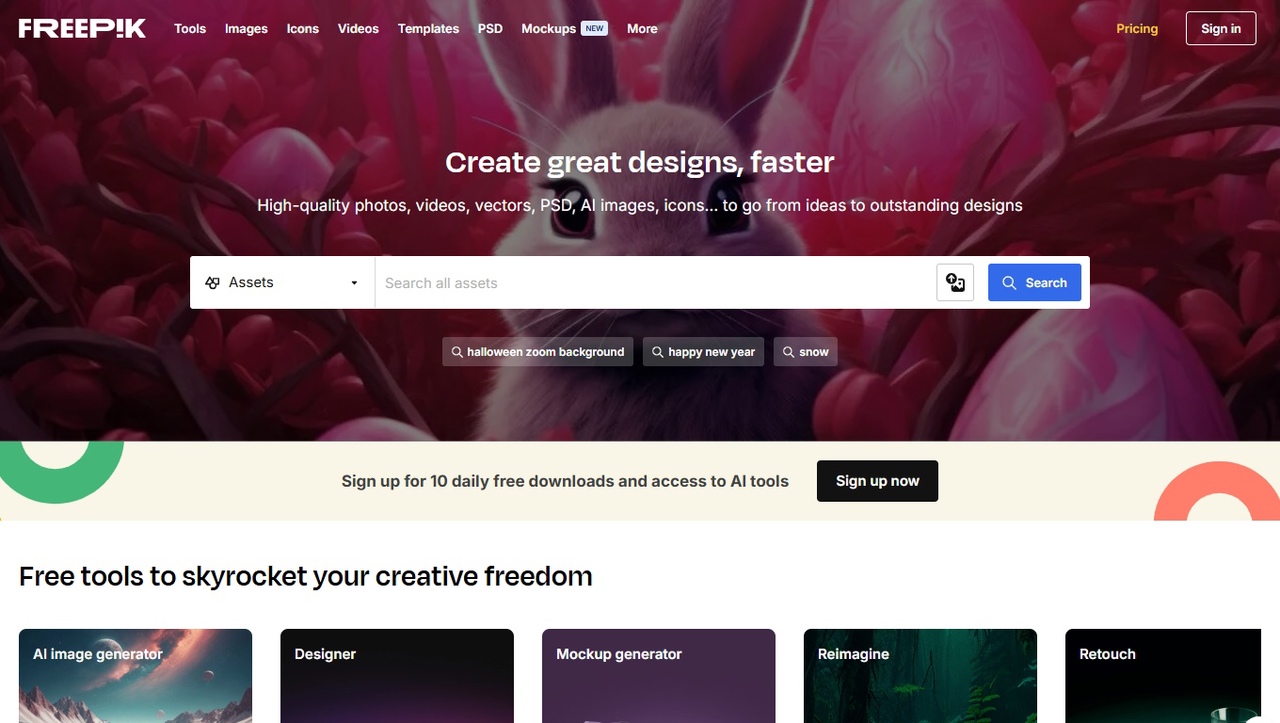 FREEPIK
Tools Images Icons Videos Templates PSD Mockups NEW More Pricing Sign in
Create great designs, faster
High-quality photos, videos, vectors, PSD, AI images, icons... to go from ideas to outstanding designs
Assets Search all assets Search
halloween zoom background happy new year snow
Sign up for 10 daily free downloads and access to AI tools Sign up now
Free tools to skyrocket your creative freedom
AI image generator Designer Mockup generator Reimagine Retouch